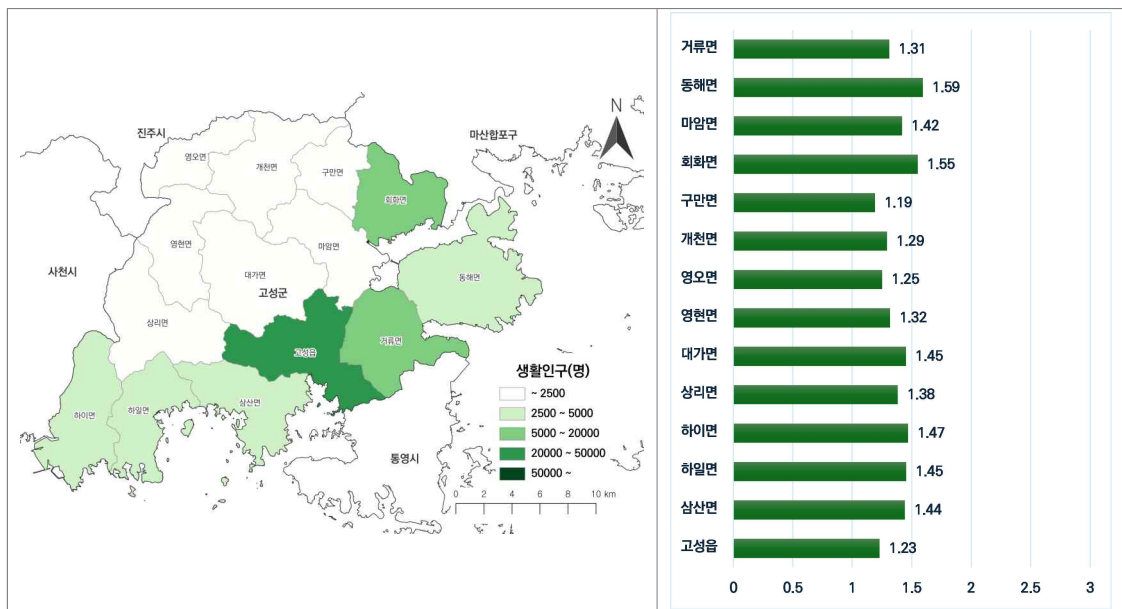 N
진주시
마산합포구
영오면
개천면
구만면
회화면
영현면
마암면
사천시
대가면
동해면
고성군
상리면
고성읍
거류면
하이면
하일면
삼산면
통영시
생활인구(명)
~ 2500
2500 ~ 5000
5000 ~ 20000
20000 ~ 50000
50000 ~
0 2 4 6 8 10 km
거류면 1.31
동해면 1.59
마암면 1.42
회화면 1.55
구만면 1.19
개천면 1.29
영오면 1.25
영현면 1.32
대가면 1.45
상리면 1.38
하이면 1.47
하일면 1.45
삼산면 1.44
고성읍 1.23
0 0.5 1 1.5 2 2.5 3